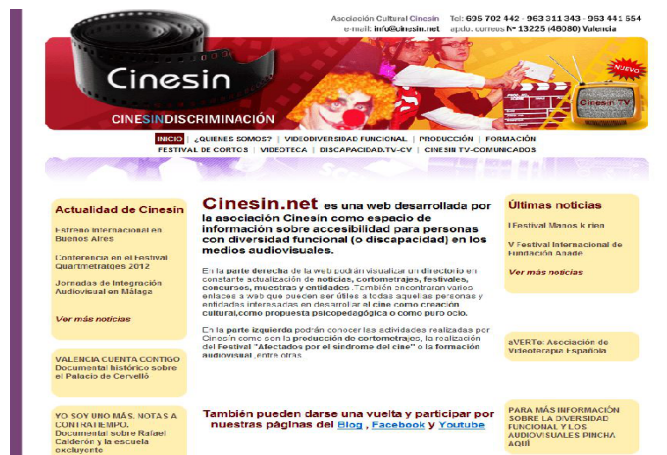 Asociación Cultural Cinesin Tel: 695 702 442 - 963 311 343 - 963 441 554
e-mail: info@cinesin.net apdo. correos Nº 13225 (46080) Valencia
Cinesin
CINESINDISCRIMINACIÓN
NUEVO
Cinesin TV
INICIO | ¿QUIENES SOMOS? | VIDEODIVERSIDAD FUNCIONAL | PRODUCCIÓN | FORMACIÓN
FESTIVAL DE CORTOS | VIDEOTECA | DISCAPACIDAD.TV-CV | CINESIN TV-COMUNICADOS
Actualidad de Cinesin
Estreno Internacional en
Buenos Aires
Conferencia en el Festival
Quartmetratges 2012
Jornadas de Integración
Audiovisual en Málaga
Ver más noticias
VALENCIA CUENTA CONTIGO
Documental histórico sobre
el Palacio de Cervelló
YO SOY UNO MÁS. NOTAS A
CONTRATIEMPO.
Documental sobre Rafael
Calderón y la escuela
excluyente
Cinesin.net es una web desarrollada por
la asociación Cinesin como espacio de
información sobre accesibilidad para personas
con diversidad funcional (o discapacidad) en los
medios audiovisuales.
En la parte derecha de la web podrán visualizar un directorio en
constante actualización de noticias, cortometrajes, festivales,
concursos, muestras y entidades .También encontraran varios
enlaces a web que pueden ser útiles a todas aquellas personas y
entidades interesadas en desarrollar el cine como creación
cultural,como propuesta psicopedagógica o como puro ocio.
En la parte izquierda podrán conocer las actividades realizadas por
Cinesín como son la producción de cortometrajes, la realización
del Festival "Afectados por el síndrome del cine" o la formación
audiovisual ,entre otras.
También pueden darse una vuelta y participar por
nuestras páginas del Blog , Facebook y Youtube
Últimas noticias
I Festival Manos k rien
V Festival Internacional de
Fundación Anade
Ver más noticias
aVERTe: Asociación de
Videoterapia Española
PARA MÁS INFORMACIÓN
SOBRE LA DIVERSIDAD
FUNCIONAL Y LOS
AUDIOVISUALES PINCHA
AQUÍ